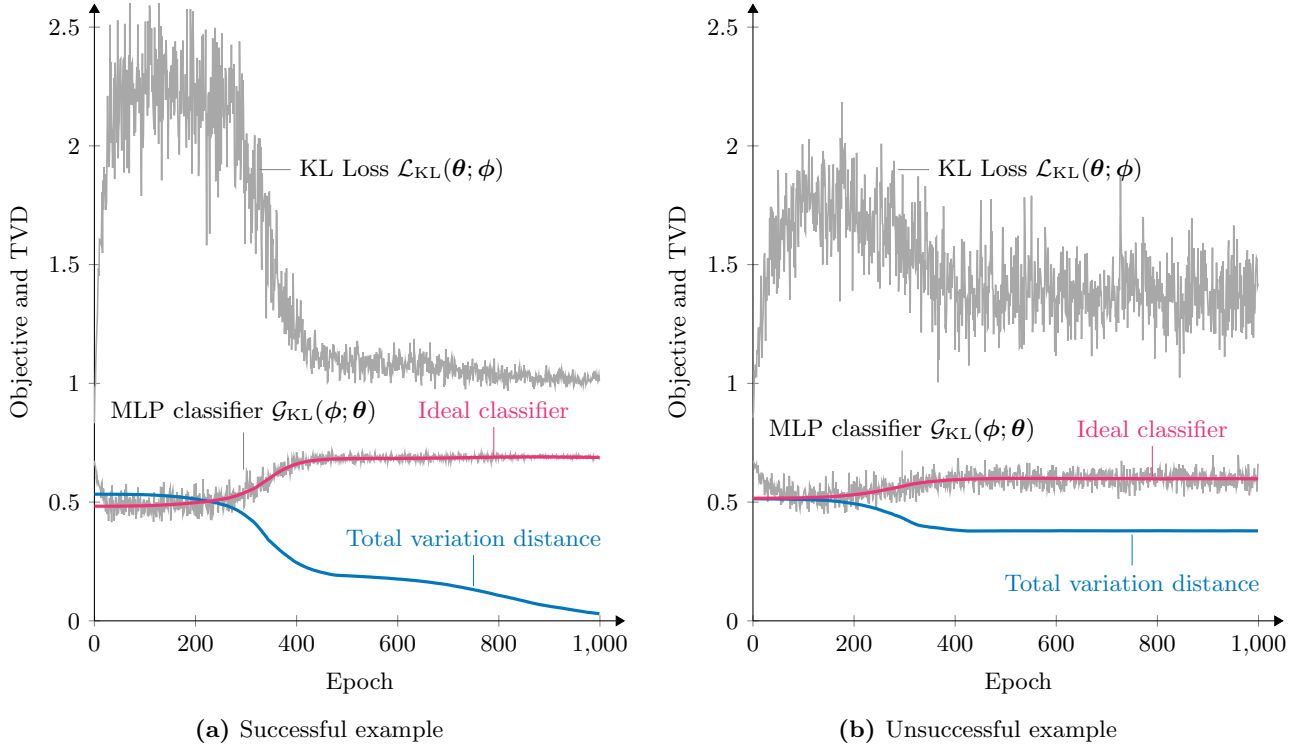 2.5
2
1.5
1
0.5
0
0
200
400
600
800
1,000
Objective and TVD
Epoch
KL Loss 𝓛_KL(𝜽; 𝝓)
MLP classifier 𝓖_KL(𝝓; 𝜽)
Ideal classifier
Total variation distance
(a) Successful example
2.5
2
1.5
1
0.5
0
0
200
400
600
800
1,000
Objective and TVD
Epoch
KL Loss 𝓛_KL(𝜽; 𝝓)
MLP classifier 𝓖_KL(𝝓; 𝜽)
Ideal classifier
Total variation distance
(b) Unsuccessful example